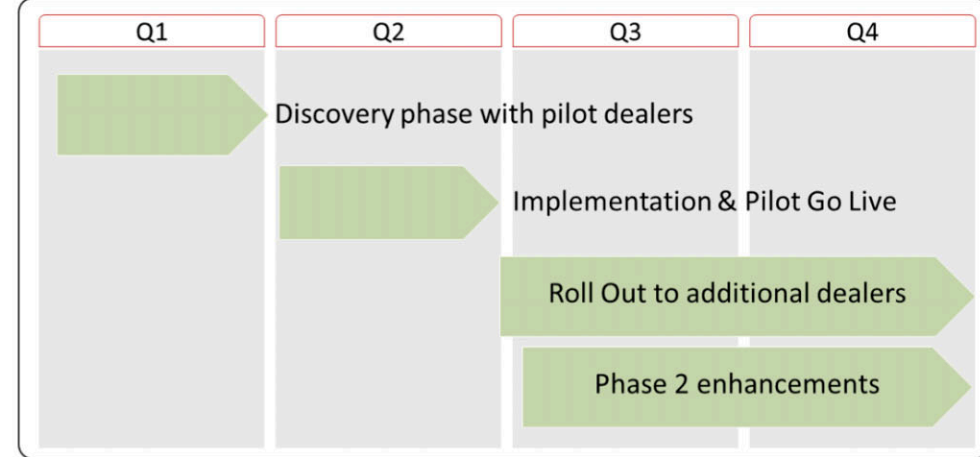 Q1
Q2
Q3
Q4
Discovery phase with pilot dealers
Implementation & Pilot Go Live
Roll Out to additional dealers
Phase 2 enhancements